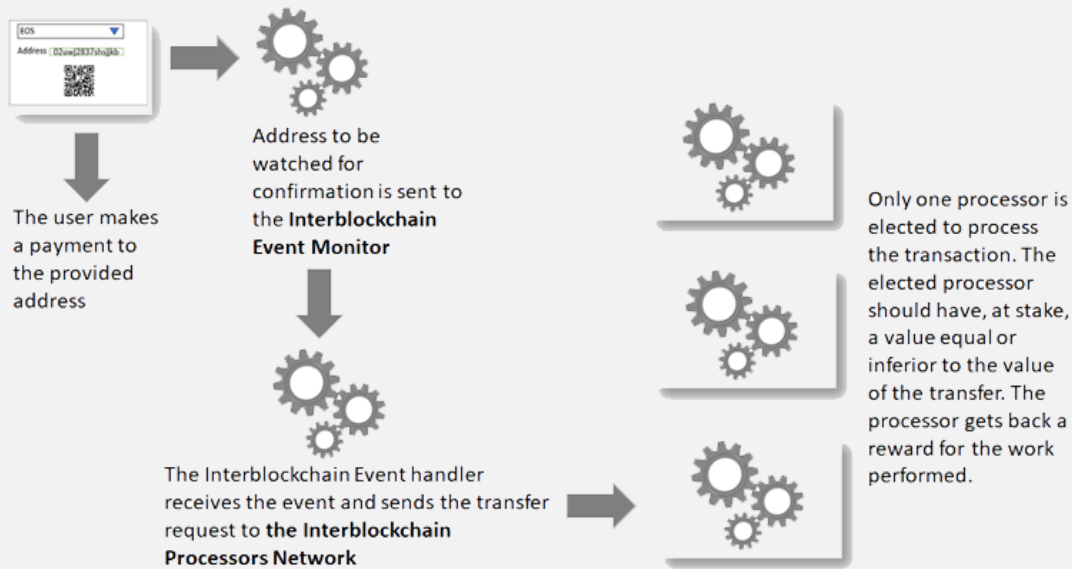 EOS
Address 02uwj2837shsjjkb
The user makes
a payment to
the provided
address
Address to be
watched for
confirmation is sent to
the Interblockchain
Event Monitor
The Interblockchain Event handler
receives the event and sends the transfer
request to the Interblockchain
Processors Network
Only one processor is
elected to process
the transaction. The
elected processor
should have, at stake,
a value equal or
inferior to the value
of the transfer. The
processor gets back a
reward for the work
performed.